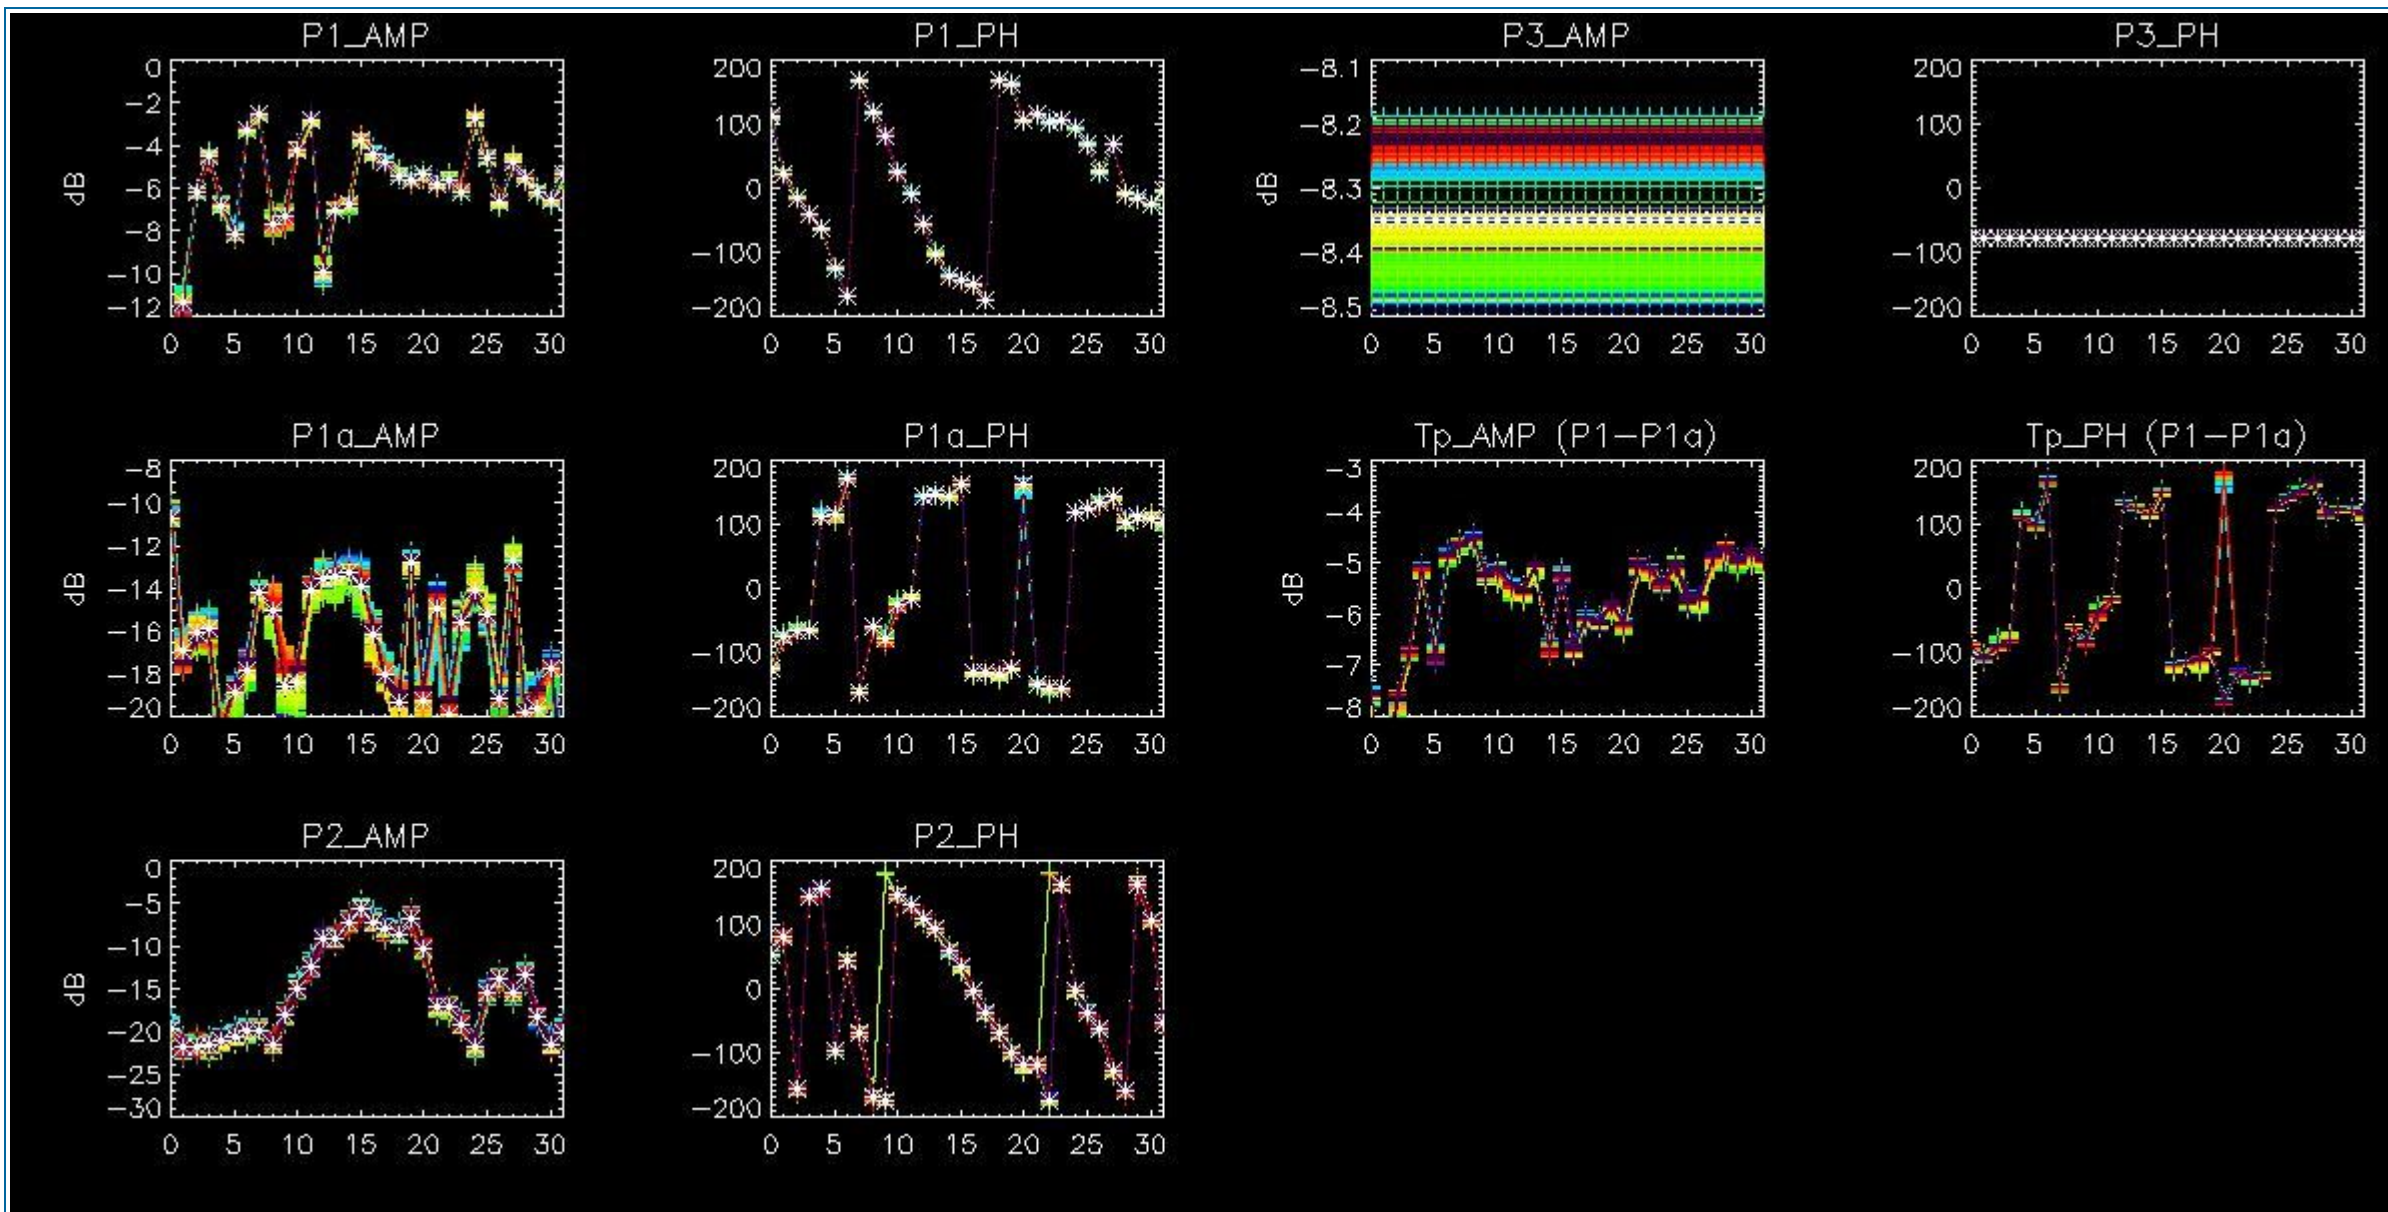 P1_AMP
0
−2
−4
−6
−8
−10
−12
dB
0 5 10 15 20 25 30
P1_PH
200
100
0
−100
−200
0 5 10 15 20 25 30
P3_AMP
−8.1
−8.2
−8.3
−8.4
−8.5
dB
0 5 10 15 20 25 30
P3_PH
200
100
0
−100
−200
0 5 10 15 20 25 30
P1a_AMP
−8
−10
−12
−14
−16
−18
−20
dB
0 5 10 15 20 25 30
P1a_PH
200
100
0
−100
−200
0 5 10 15 20 25 30
Tp_AMP (P1−P1a)
−3
−4
−5
−6
−7
−8
dB
0 5 10 15 20 25 30
Tp_PH (P1−P1a)
200
100
0
−100
−200
0 5 10 15 20 25 30
P2_AMP
0
−5
−10
−15
−20
−25
−30
dB
0 5 10 15 20 25 30
P2_PH
200
100
0
−100
−200
0 5 10 15 20 25 30